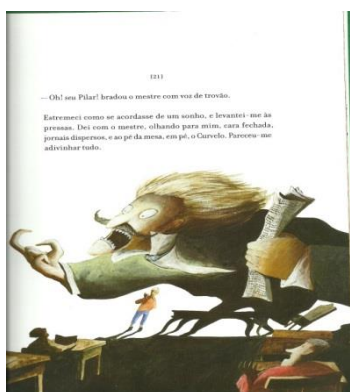 [21]
— Oh! seu Pilar! bradou o mestre com voz de trovão.
Estremeci como se acordasse de um sonho, e levantei-me às
pressas. Dei com o mestre, olhando para mim, cara fechada,
jornais dispersos, e ao pé da mesa, em pé, o Curvelo. Pareceu-me
adivinhar tudo.